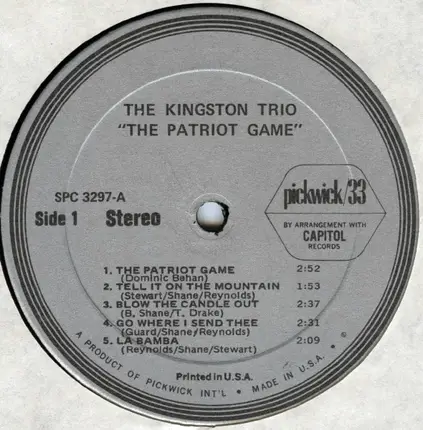 THE KINGSTON TRIO
"THE PATRIOT GAME"
SPC 3297-A
Side 1 Stereo
pickwick/33
BY ARRANGEMENT WITH
CAPITOL
RECORDS
1. THE PATRIOT GAME 2:52
(Dominic Behan)
2. TELL IT ON THE MOUNTAIN 1:53
(Stewart/Shane/Reynolds)
3. BLOW THE CANDLE OUT 2:37
(B. Shane/T. Drake)
4. GO WHERE I SEND THEE 2:31
(Guard/Shane/Reynolds)
5. LA BAMBA 2:09
(Reynolds/Shane/Stewart)
Printed in U.S.A.
A PRODUCT OF PICKWICK INT'L • MADE IN U.S.A. • ©